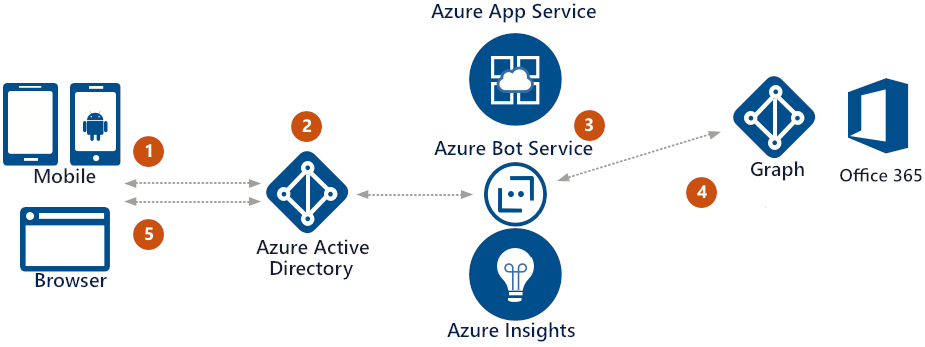 Azure App Service
1
2
3
Azure Bot Service
Mobile
Graph
Office 365
4
5
Azure Active
Directory
Browser
Azure Insights